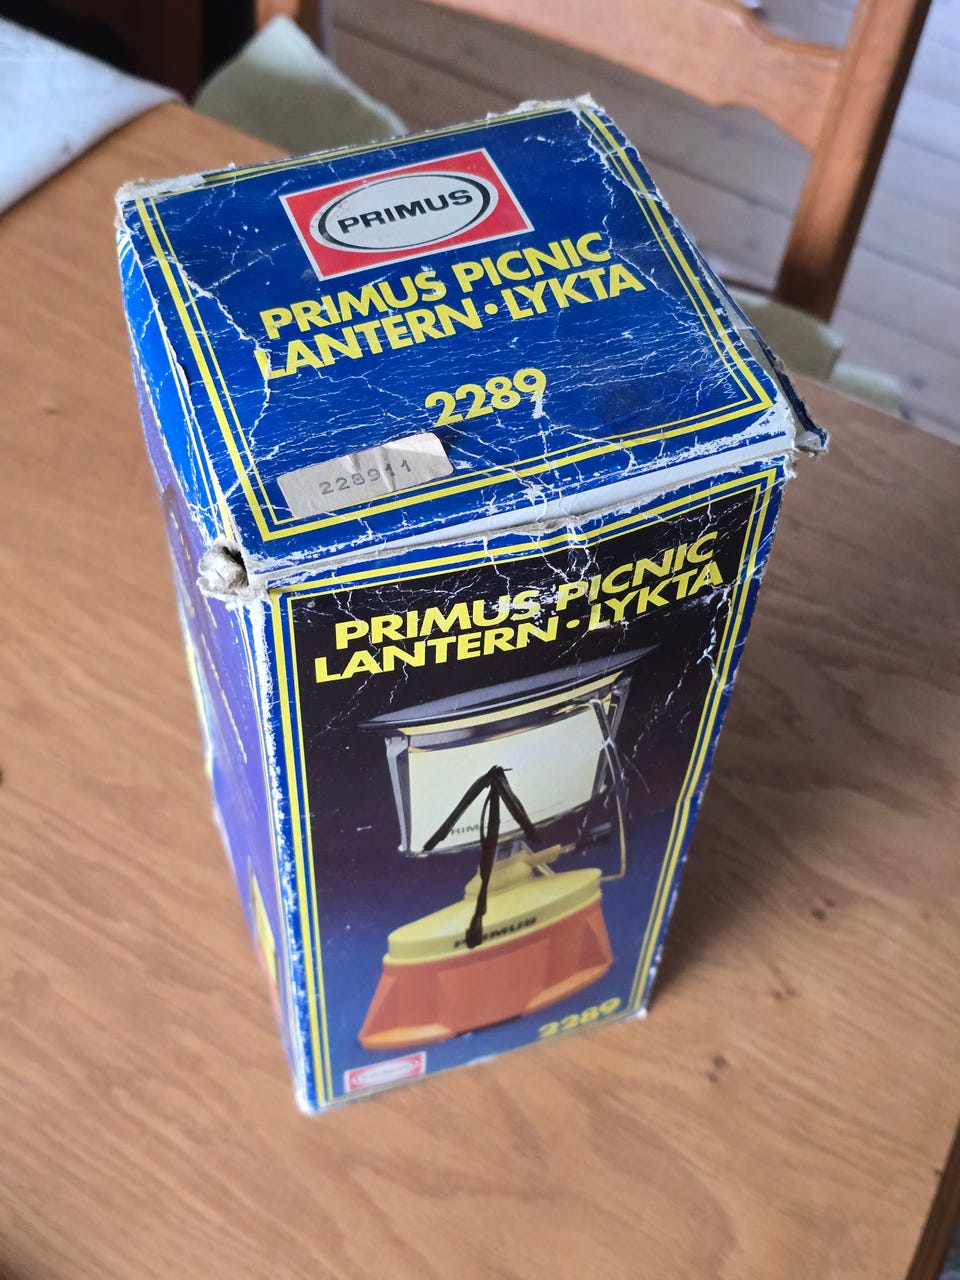 PRIMUS
PRIMUS PICNIC
LANTERN • LYKTA
2289
228911
PRIMUS PICNIC
LANTERN • LYKTA
PRIMUS
2289